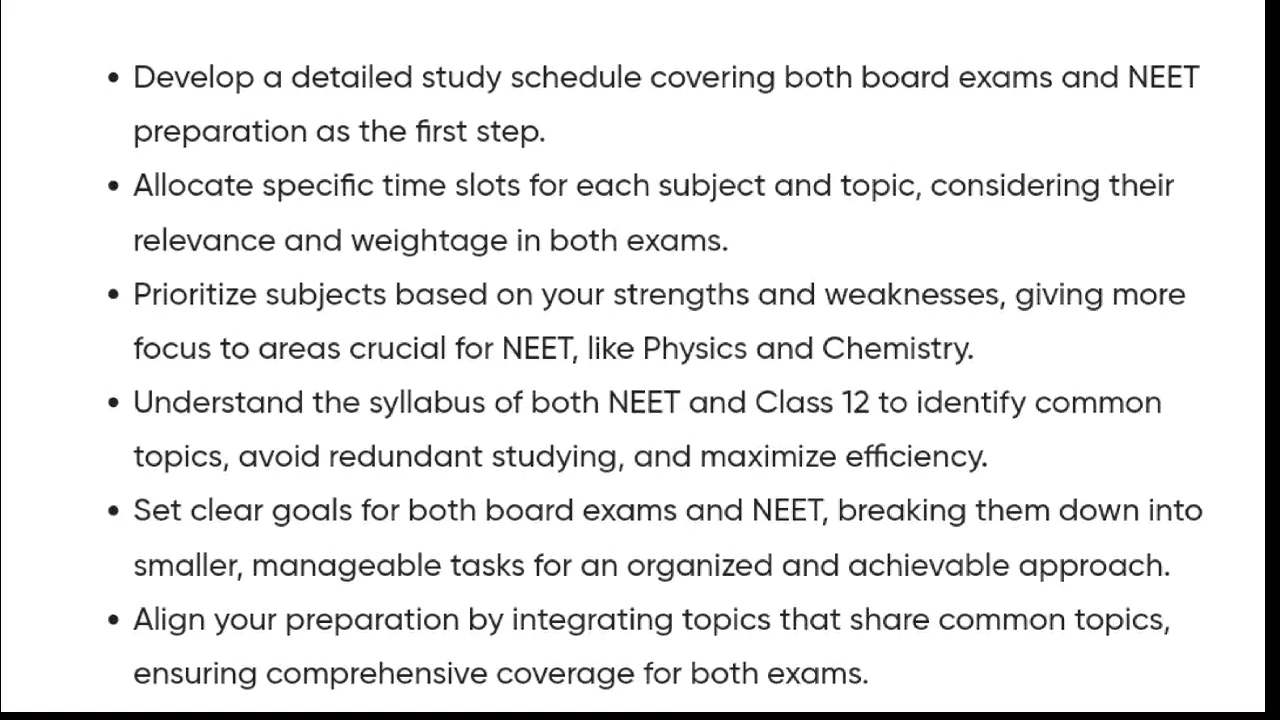 • Develop a detailed study schedule covering both board exams and NEET
preparation as the first step.
• Allocate specific time slots for each subject and topic, considering their
relevance and weightage in both exams.
• Prioritize subjects based on your strengths and weaknesses, giving more
focus to areas crucial for NEET, like Physics and Chemistry.
• Understand the syllabus of both NEET and Class 12 to identify common
topics, avoid redundant studying, and maximize efficiency.
• Set clear goals for both board exams and NEET, breaking them down into
smaller, manageable tasks for an organized and achievable approach.
• Align your preparation by integrating topics that share common topics,
ensuring comprehensive coverage for both exams.